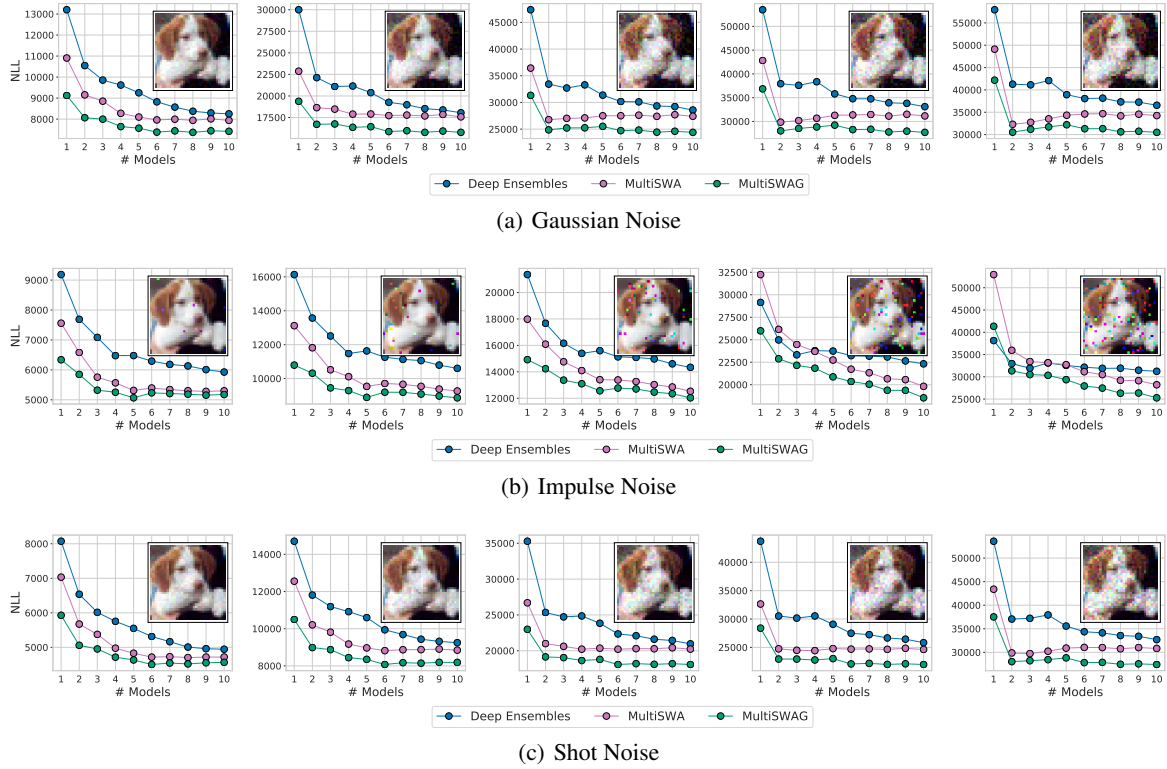 13000
12000
11000
10000
9000
8000
NLL
1 2 3 4 5 6 7 8 9 10
# Models
30000
27500
25000
22500
20000
17500
1 2 3 4 5 6 7 8 9 10
# Models
45000
40000
35000
30000
25000
1 2 3 4 5 6 7 8 9 10
# Models
50000
45000
40000
35000
30000
1 2 3 4 5 6 7 8 9 10
# Models
55000
50000
45000
40000
35000
30000
1 2 3 4 5 6 7 8 9 10
# Models
Deep Ensembles MultiSWA MultiSWAG
(a) Gaussian Noise
9000
8000
7000
6000
5000
NLL
1 2 3 4 5 6 7 8 9 10
# Models
16000
14000
12000
10000
1 2 3 4 5 6 7 8 9 10
# Models
20000
18000
16000
14000
12000
1 2 3 4 5 6 7 8 9 10
# Models
32500
30000
27500
25000
22500
20000
1 2 3 4 5 6 7 8 9 10
# Models
50000
45000
40000
35000
30000
25000
1 2 3 4 5 6 7 8 9 10
# Models
Deep Ensembles MultiSWA MultiSWAG
(b) Impulse Noise
8000
7000
6000
5000
NLL
1 2 3 4 5 6 7 8 9 10
# Models
14000
12000
10000
8000
1 2 3 4 5 6 7 8 9 10
# Models
35000
30000
25000
20000
1 2 3 4 5 6 7 8 9 10
# Models
40000
35000
30000
25000
1 2 3 4 5 6 7 8 9 10
# Models
50000
45000
40000
35000
30000
1 2 3 4 5 6 7 8 9 10
# Models
Deep Ensembles MultiSWA MultiSWAG
(c) Shot Noise